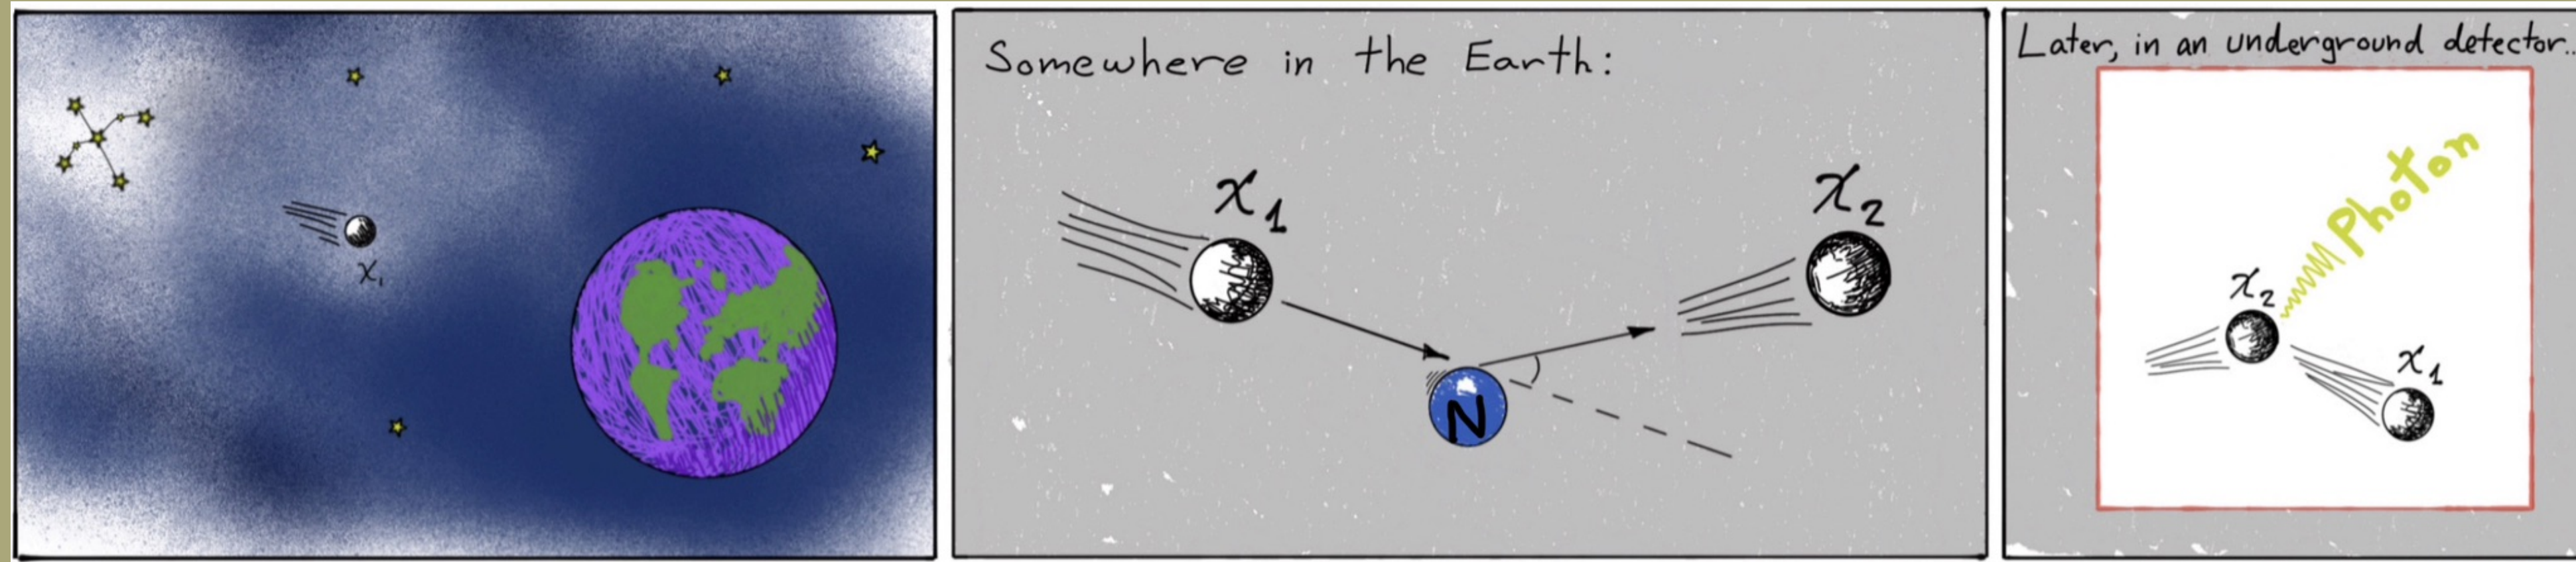 χ₁
Somewhere in the Earth:
χ₁
χ₂
N
Later, in an underground detector..
Photon
χ₂
χ₁